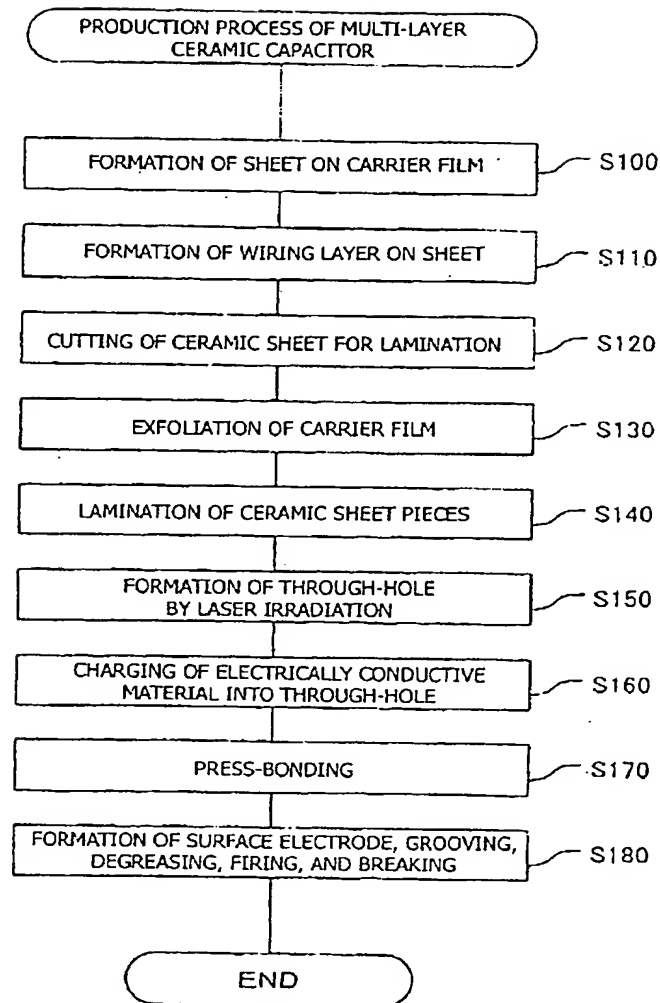 PRODUCTION PROCESS OF MULTI-LAYER
CERAMIC CAPACITOR
FORMATION OF SHEET ON CARRIER FILM
S100
FORMATION OF WIRING LAYER ON SHEET
S110
CUTTING OF CERAMIC SHEET FOR LAMINATION
S120
EXFOLIATION OF CARRIER FILM
S130
LAMINATION OF CERAMIC SHEET PIECES
S140
FORMATION OF THROUGH-HOLE
BY LASER IRRADIATION
S150
CHARGING OF ELECTRICALLY CONDUCTIVE
MATERIAL INTO THROUGH-HOLE
S160
PRESS-BONDING
S170
FORMATION OF SURFACE ELECTRODE, GROOVING,
DEGREASING, FIRING, AND BREAKING
S180
END